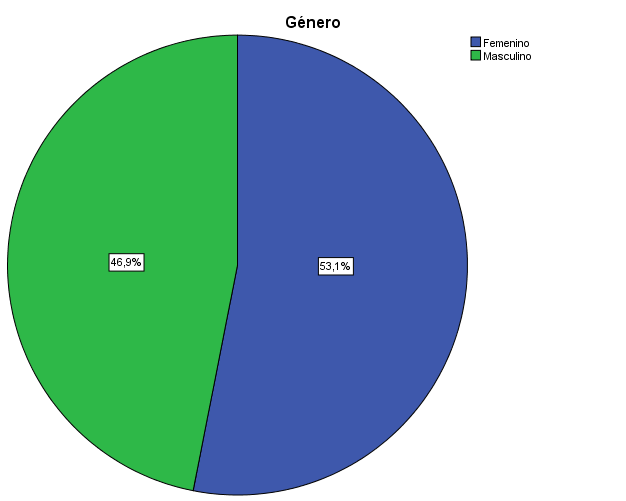 Género
Femenino
Masculino
46,9%
53,1%